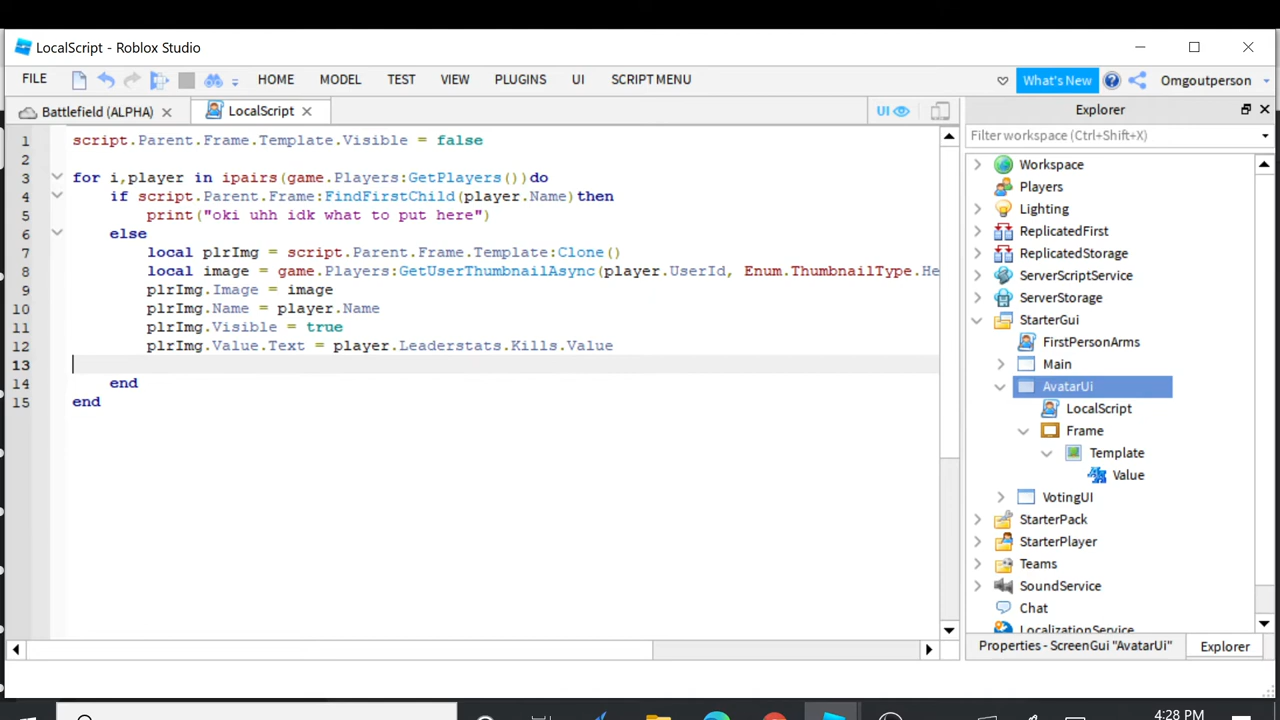 LocalScript - Roblox Studio
FILE HOME MODEL TEST VIEW PLUGINS UI SCRIPT MENU What's New Omgoutperson
Battlefield (ALPHA) LocalScript UI
1 script.Parent.Frame.Template.Visible = false
2
3 for i,player in ipairs(game.Players:GetPlayers())do
4 if script.Parent.Frame:FindFirstChild(player.Name)then
5 print("oki uhh idk what to put here")
6 else
7 local plrImg = script.Parent.Frame.Template:Clone()
8 local image = game.Players:GetUserThumbnailAsync(player.UserId, Enum.ThumbnailType.He
9 plrImg.Image = image
10 plrImg.Name = player.Name
11 plrImg.Visible = true
12 plrImg.Value.Text = player.Leaderstats.Kills.Value
13
14 end
15 end
Explorer
Filter workspace (Ctrl+Shift+X)
Workspace
Players
Lighting
ReplicatedFirst
ReplicatedStorage
ServerScriptService
ServerStorage
StarterGui
FirstPersonArms
Main
AvatarUi
LocalScript
Frame
Template
Value
VotingUI
StarterPack
StarterPlayer
Teams
SoundService
Chat
LocalizationService
Properties - ScreenGui "AvatarUi" Explorer
4:28 PM